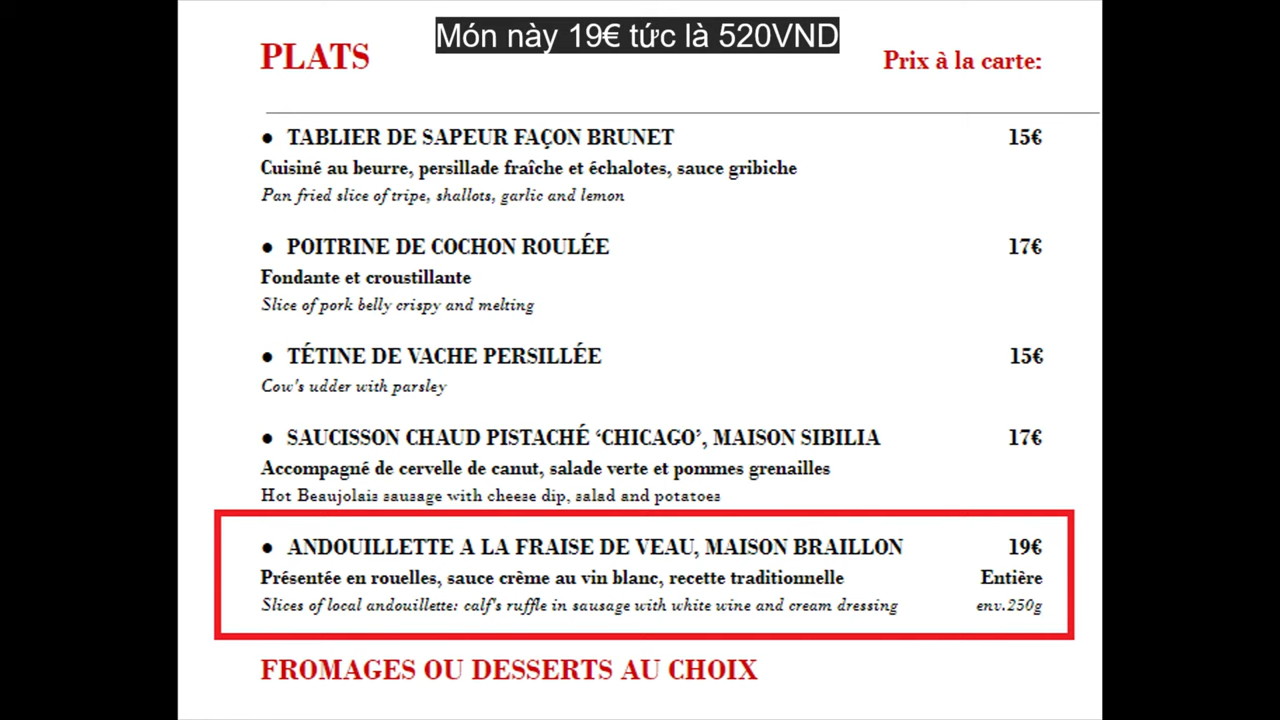 Món này 19€ tức là 520VND
PLATS
Prix à la carte:
● TABLIER DE SAPEUR FAÇON BRUNET 15€
Cuisiné au beurre, persillade fraîche et échalotes, sauce gribiche
Pan fried slice of tripe, shallots, garlic and lemon
● POITRINE DE COCHON ROULÉE 17€
Fondante et croustillante
Slice of pork belly crispy and melting
● TÉTINE DE VACHE PERSILLÉE 15€
Cow's udder with parsley
● SAUCISSON CHAUD PISTACHÉ ‘CHICAGO’, MAISON SIBILIA 17€
Accompagné de cervelle de canut, salade verte et pommes grenailles
Hot Beaujolais sausage with cheese dip, salad and potatoes
● ANDOUILLETTE A LA FRAISE DE VEAU, MAISON BRAILLON 19€
Présentée en rouelles, sauce crème au vin blanc, recette traditionnelle Entière
Slices of local andouillette: calf's ruffle in sausage with white wine and cream dressing env.250g
FROMAGES OU DESSERTS AU CHOIX